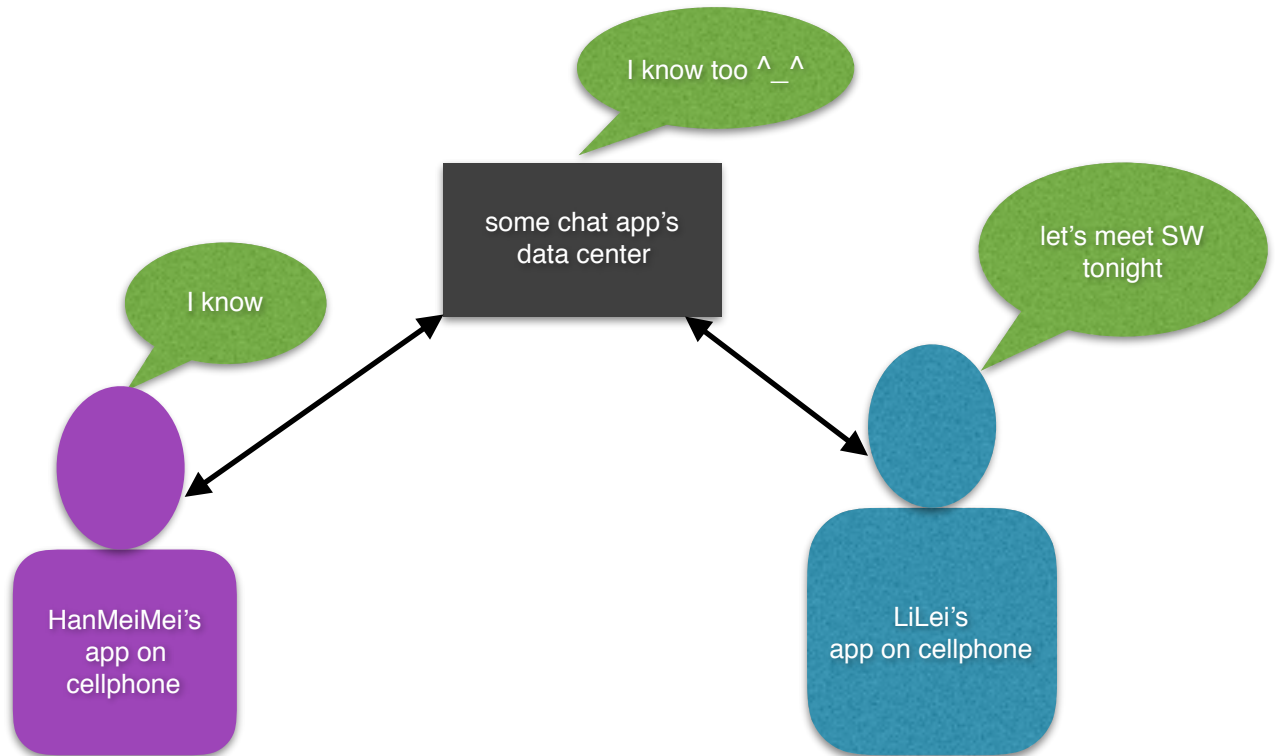 I know too ^_^
some chat app’s
data center
let’s meet SW
tonight
I know
HanMeiMei’s
app on
cellphone
LiLei’s
app on cellphone